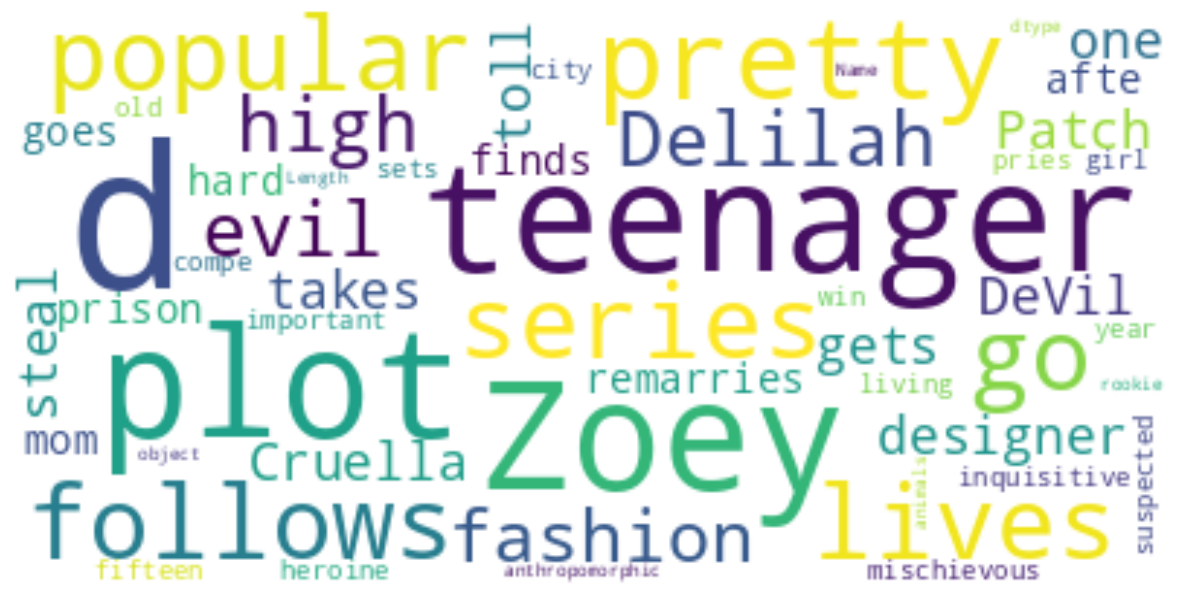 popular
toll
city
pretty
Name
dtype
one
afte
old
goes
high
finds
Delilah
Patch
pries
girl
d
hard
Length
sets
evil
teenager
compe
takes
DeVil
steal
prison
important
series
win
gets
go
year
plot
Zoey
remarries
living
rookie
mom
object
Cruella
designer
inquisitive
suspected
follows
fashion
lives
animals
fifteen
heroine
anthropomorphic
mischievous